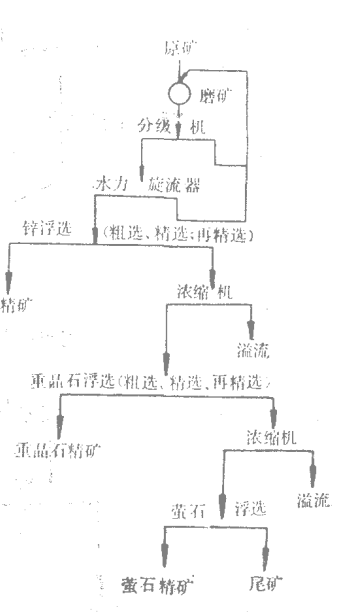 原矿
磨矿
分级 机
水力 旋流器
锌浮选 (粗选、精选;再精选)
精矿
浓缩 机
溢流
重晶石浮选(粗选、精选、再精选)
重晶石精矿
浓缩机
溢流
萤石 浮选
萤石精矿
尾矿